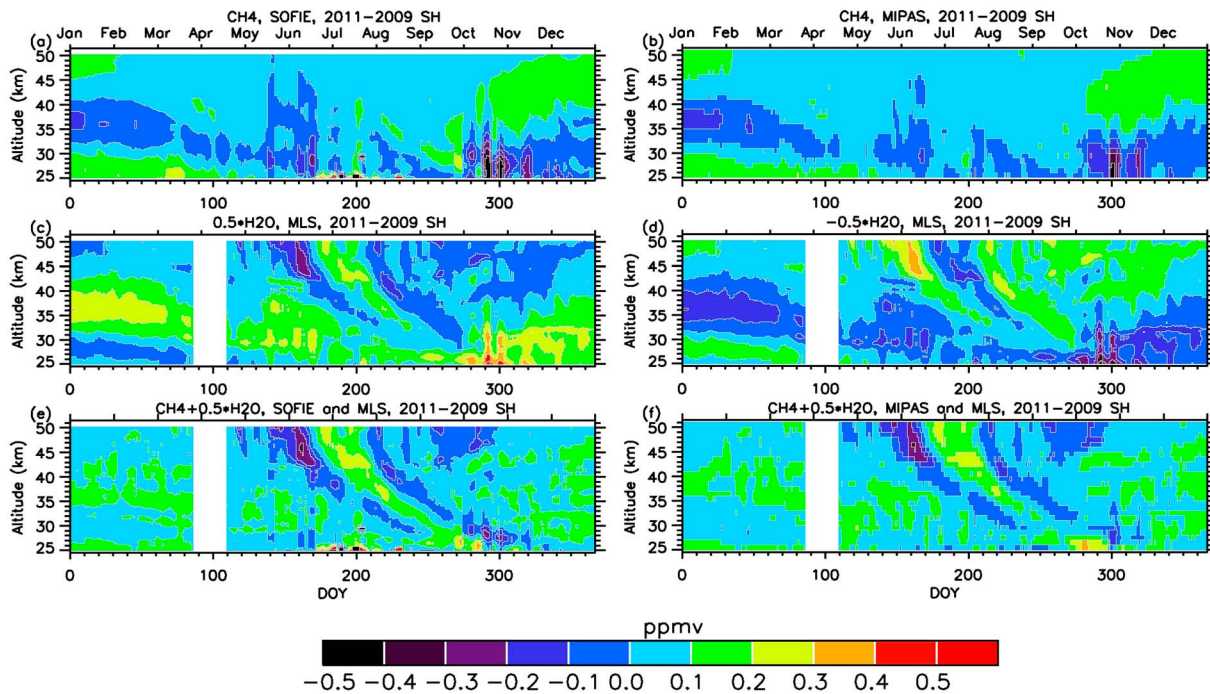 CH4, SOFIE, 2011-2009 SH
CH4, MIPAS, 2011-2009 SH
Jan Feb Mar Apr May Jun Jul Aug Sep Oct Nov Dec
Jan Feb Mar Apr May Jun Jul Aug Sep Oct Nov Dec
(a)
(b)
Altitude (km)
50
45
40
35
30
25
Altitude (km)
50
45
40
35
30
25
0 100 200 300
0 100 200 300
0.5*H2O, MLS, 2011-2009 SH
-0.5*H2O, MLS, 2011-2009 SH
(c)
(d)
Altitude (km)
50
45
40
35
30
25
Altitude (km)
50
45
40
35
30
25
0 100 200 300
0 100 200 300
CH4+0.5*H2O, SOFIE and MLS, 2011-2009 SH
CH4+0.5*H2O, MIPAS and MLS, 2011-2009 SH
(e)
(f)
Altitude (km)
50
45
40
35
30
25
Altitude (km)
50
45
40
35
30
25
0 100 200 300
0 100 200 300
DOY
DOY
ppmv
-0.5 -0.4 -0.3 -0.2 -0.1 0.0 0.1 0.2 0.3 0.4 0.5